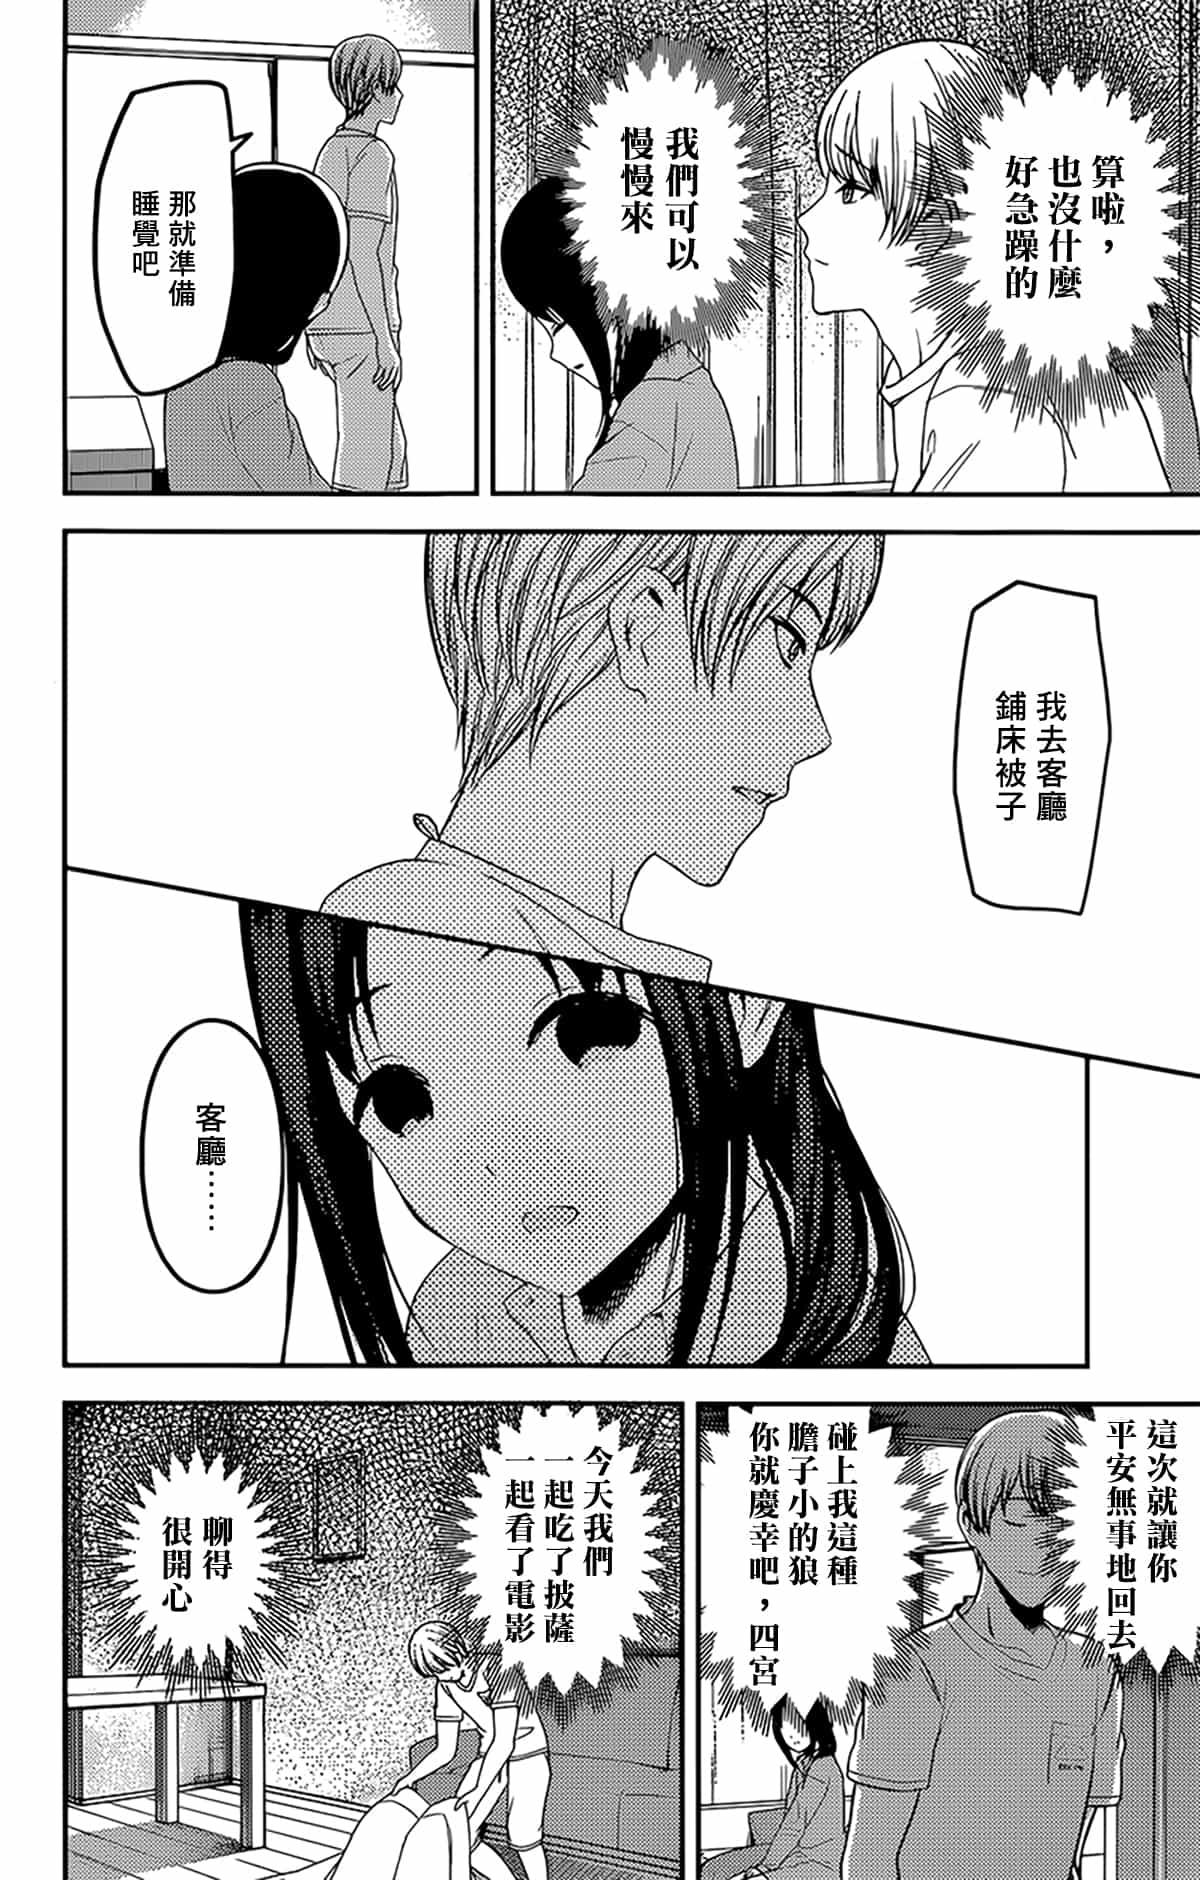 算啦，
也沒什麼
好急躁的
我們可以
慢慢來
那就準備
睡覺吧
我去客廳
鋪床被子
客廳……
這次就讓你
平安無事地回去
碰上我這種
膽子小的狼
你就慶幸吧，四宮
今天我們
一起吃了披薩
一起看了電影
聊得
很開心